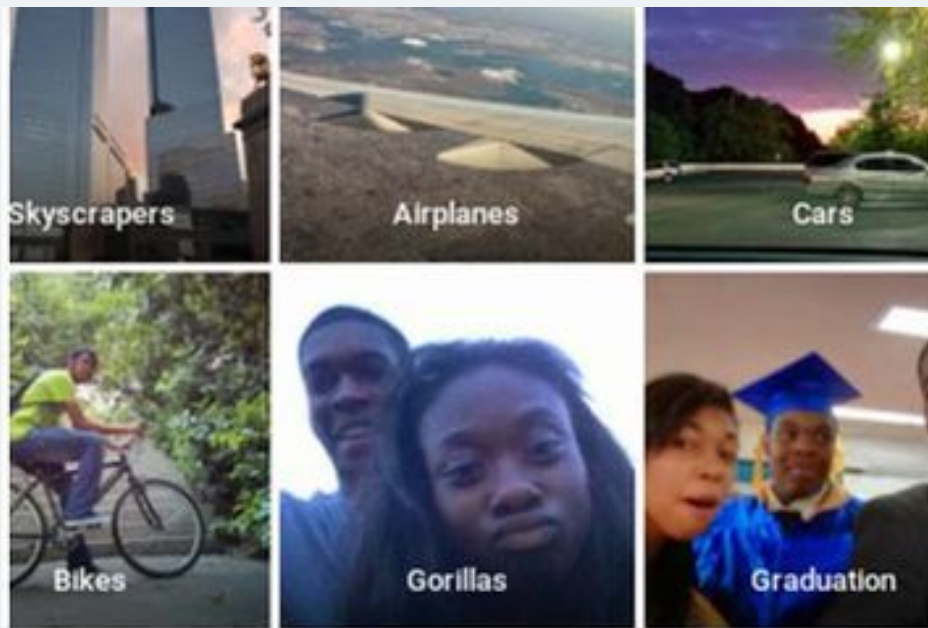 Skyscrapers
Airplanes
Cars
Bikes
Gorillas
Graduation